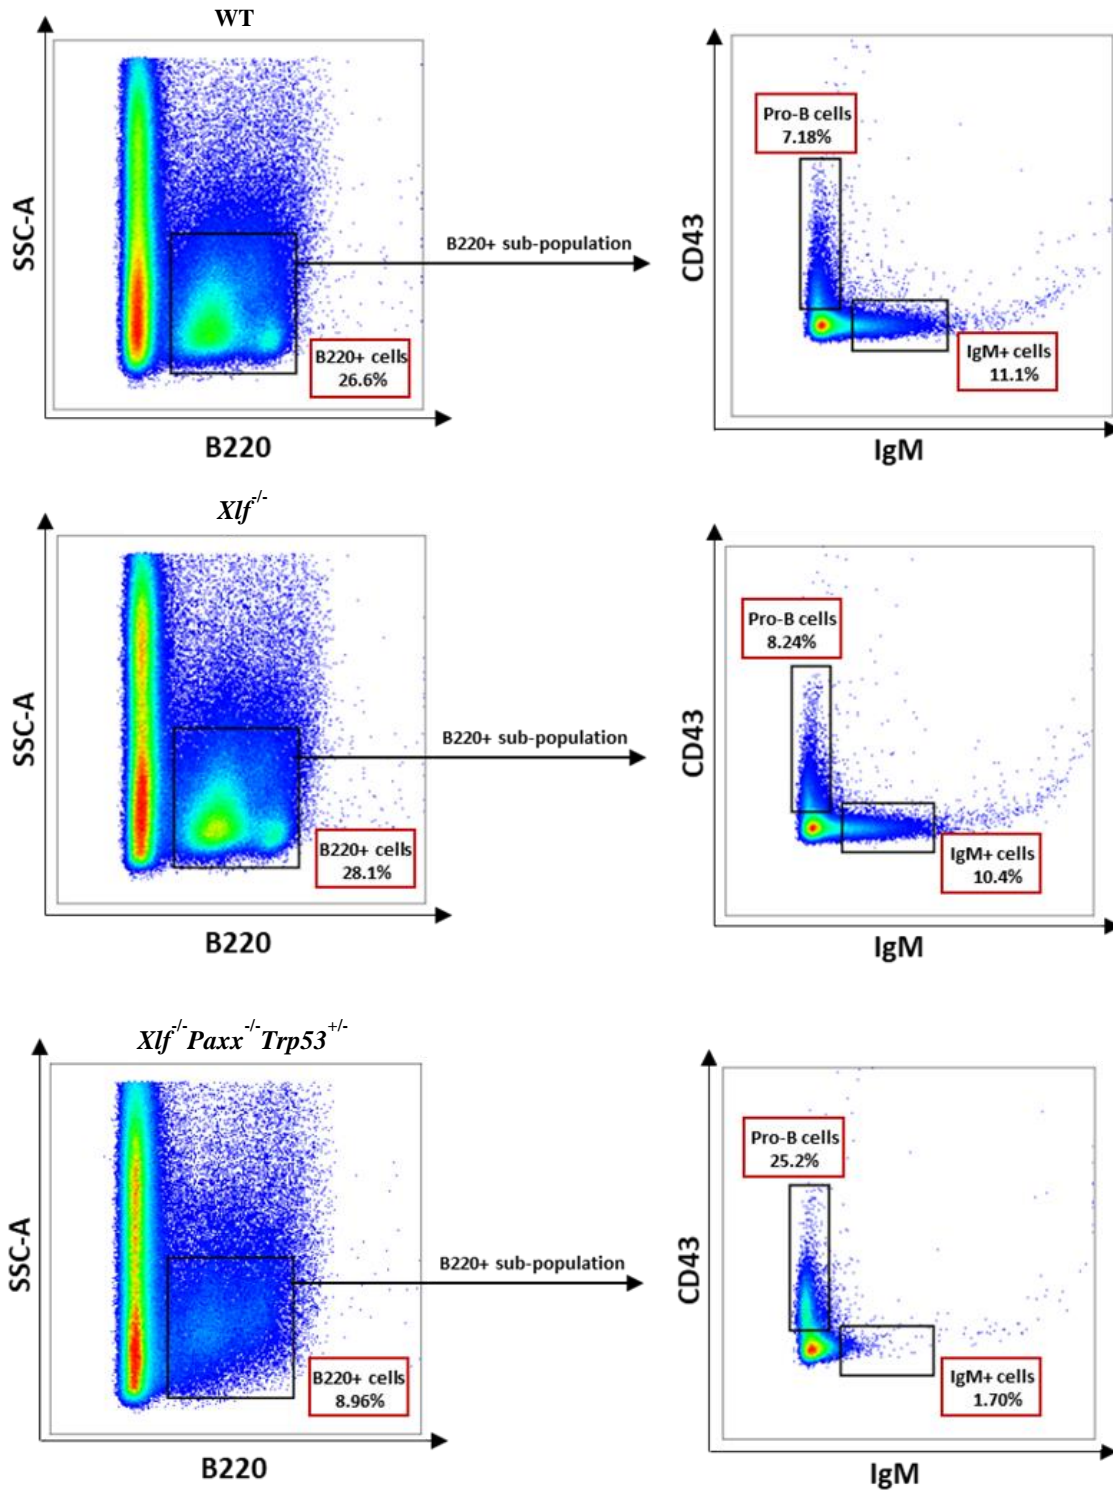 WT
SSC-A
B220+ cells
26.6%
B220
B220+ sub-population
CD43
Pro-B cells
7.18%
IgM+ cells
11.1%
IgM
Xlf-/-
SSC-A
B220+ cells
28.1%
B220
B220+ sub-population
CD43
Pro-B cells
8.24%
IgM+ cells
10.4%
IgM
Xlf-/-Paxx-/-Trp53+/-
SSC-A
B220+ cells
8.96%
B220
B220+ sub-population
CD43
Pro-B cells
25.2%
IgM+ cells
1.70%
IgM